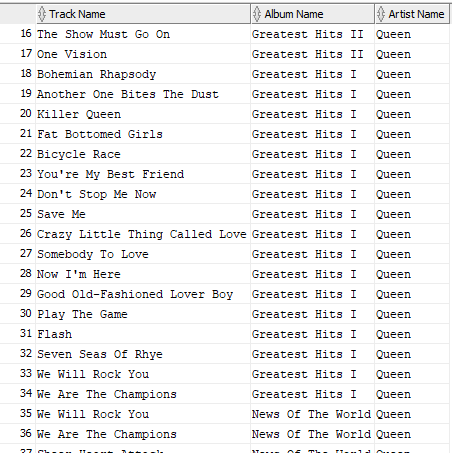 Track Name Album Name Artist Name
16 The Show Must Go On Greatest Hits II Queen
17 One Vision Greatest Hits II Queen
18 Bohemian Rhapsody Greatest Hits I Queen
19 Another One Bites The Dust Greatest Hits I Queen
20 Killer Queen Greatest Hits I Queen
21 Fat Bottomed Girls Greatest Hits I Queen
22 Bicycle Race Greatest Hits I Queen
23 You're My Best Friend Greatest Hits I Queen
24 Don't Stop Me Now Greatest Hits I Queen
25 Save Me Greatest Hits I Queen
26 Crazy Little Thing Called Love Greatest Hits I Queen
27 Somebody To Love Greatest Hits I Queen
28 Now I'm Here Greatest Hits I Queen
29 Good Old-Fashioned Lover Boy Greatest Hits I Queen
30 Play The Game Greatest Hits I Queen
31 Flash Greatest Hits I Queen
32 Seven Seas Of Rhye Greatest Hits I Queen
33 We Will Rock You Greatest Hits I Queen
34 We Are The Champions Greatest Hits I Queen
35 We Will Rock You News Of The World Queen
36 We Are The Champions News Of The World Queen
37 Sheer Heart Attack News Of The World Queen